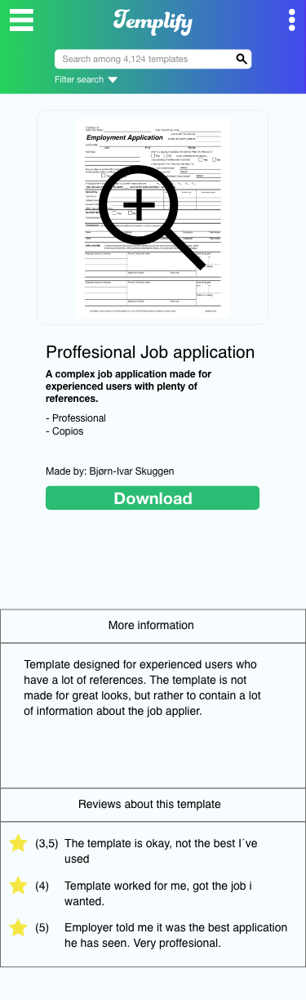 Templify
Search among 4,124 templates
Filter search
Employment Application
Proffesional Job application
A complex job application made for
experienced users with plenty of
references.
- Professional
- Copios
Made by: Bjørn-Ivar Skuggen
Download
More information
Template designed for experienced users who
have a lot of references. The template is not
made for great looks, but rather to contain a lot
of information about the job applier.
Reviews about this template
(3,5) The template is okay, not the best I´ve
used
(4) Template worked for me, got the job i
wanted.
(5) Employer told me it was the best application
he has seen. Very proffesional.